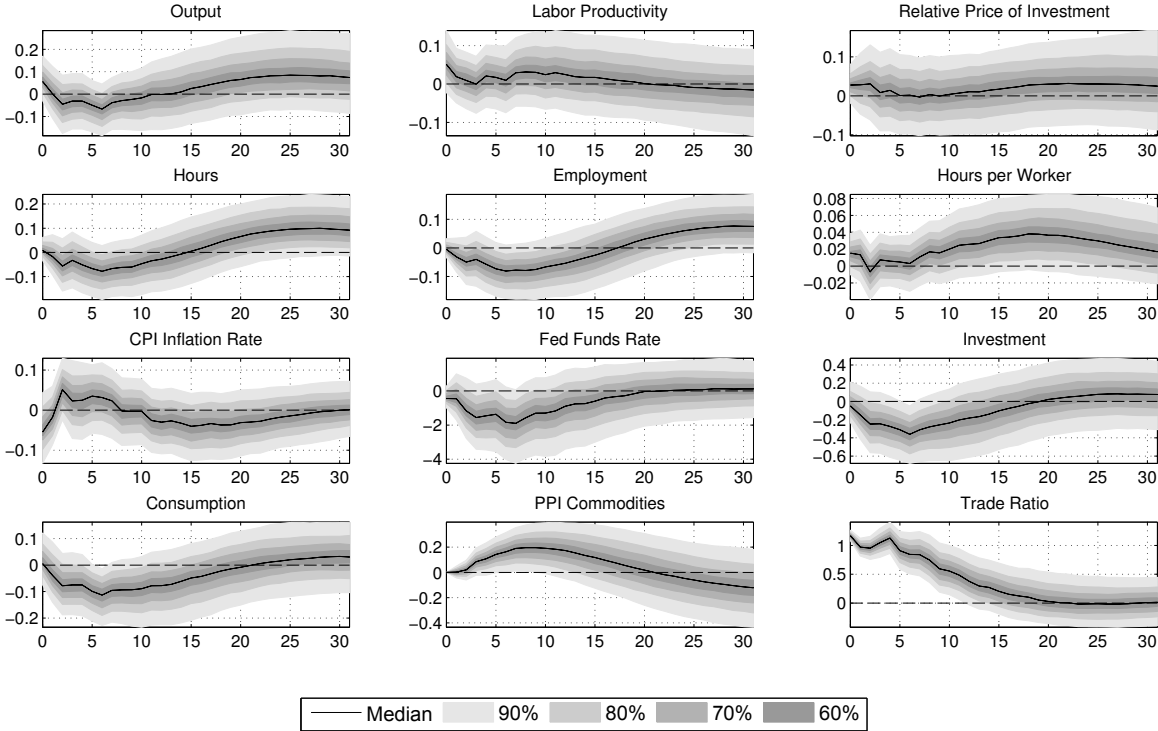 Output
0.2
0.1
0
−0.1
0 5 10 15 20 25 30
Labor Productivity
0.1
0
−0.1
0 5 10 15 20 25 30
Relative Price of Investment
0.1
0
−0.1
0 5 10 15 20 25 30
Hours
0.2
0.1
0
−0.1
0 5 10 15 20 25 30
Employment
0.1
0
−0.1
0 5 10 15 20 25 30
Hours per Worker
0.08
0.06
0.04
0.02
0
−0.02
0 5 10 15 20 25 30
CPI Inflation Rate
0.1
0
−0.1
0 5 10 15 20 25 30
Fed Funds Rate
0
−2
−4
0 5 10 15 20 25 30
Investment
0.4
0.2
0
−0.2
−0.4
−0.6
0 5 10 15 20 25 30
Consumption
0.1
0
−0.1
−0.2
0 5 10 15 20 25 30
PPI Commodities
0.2
0
−0.2
−0.4
0 5 10 15 20 25 30
Trade Ratio
1
0.5
0
0 5 10 15 20 25 30
Median 90% 80% 70% 60%